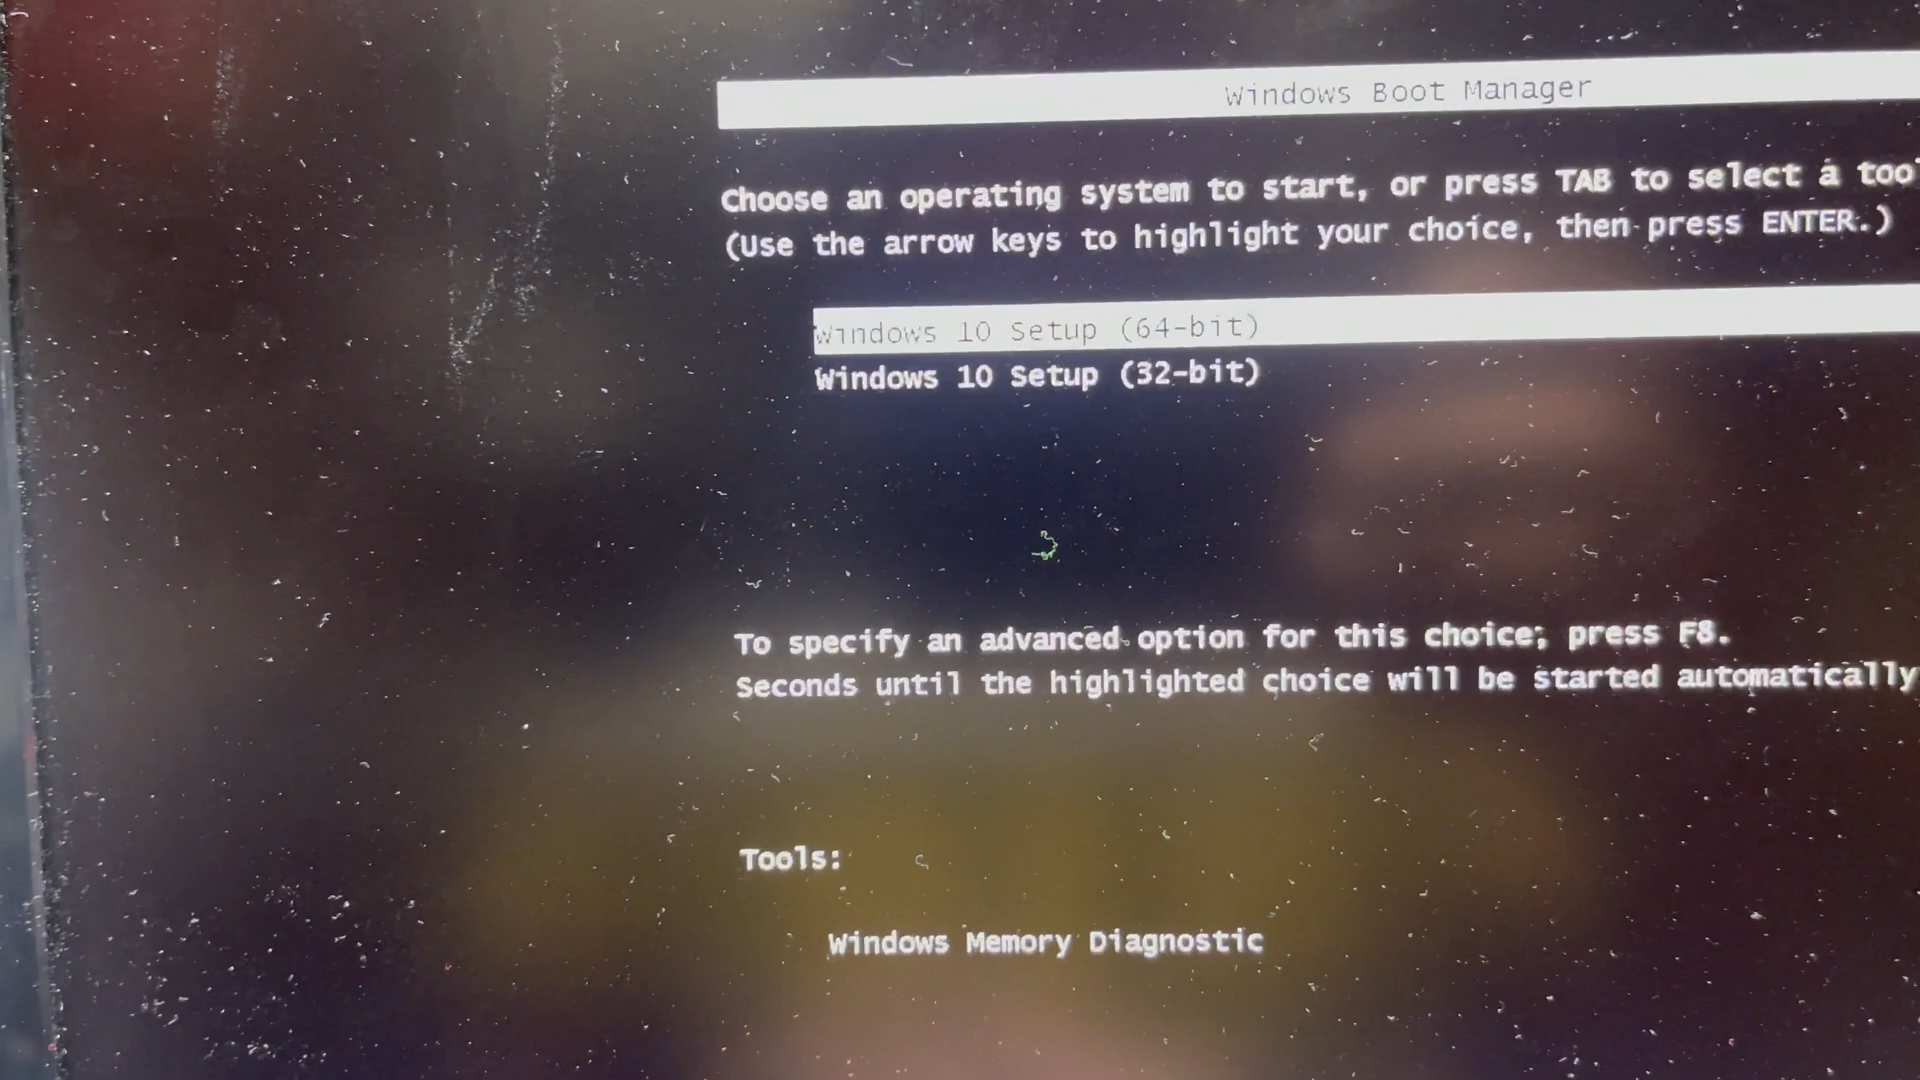 Windows Boot Manager
Choose an operating system to start, or press TAB to select a too
(Use the arrow keys to highlight your choice, then press ENTER.)
Windows 10 Setup (64-bit)
Windows 10 Setup (32-bit)
To specify an advanced option for this choice, press F8.
Seconds until the highlighted choice will be started automatically
Tools:
Windows Memory Diagnostic